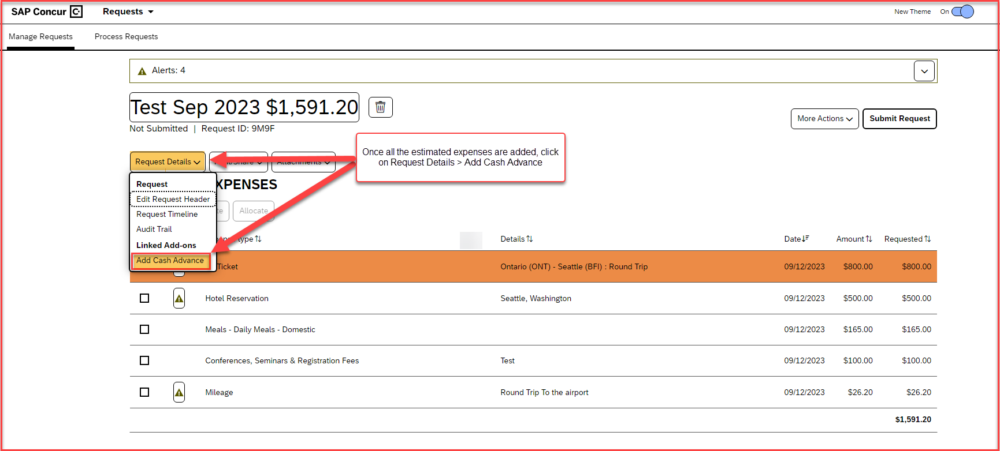 SAP Concur C Requests
New Theme On
Manage Requests Process Requests
Alerts: 4
Test Sep 2023 $1,591.20
Not Submitted | Request ID: 9M9F
More Actions Submit Request
Once all the estimated expenses are added, click
on Request Details > Add Cash Advance
Request Details Attachments
Request
Edit Request Header
Request Timeline
Audit Trail
Linked Add-ons
Add Cash Advance
XPENSES
Allocate
Details Date Amount Requested
Ticket Ontario (ONT) - Seattle (BFI) : Round Trip 09/12/2023 $800.00 $800.00
Hotel Reservation Seattle, Washington 09/12/2023 $500.00 $500.00
Meals - Daily Meals - Domestic 09/12/2023 $165.00 $165.00
Conferences, Seminars & Registration Fees Test 09/12/2023 $100.00 $100.00
Mileage Round Trip To the airport 09/12/2023 $26.20 $26.20
$1,591.20